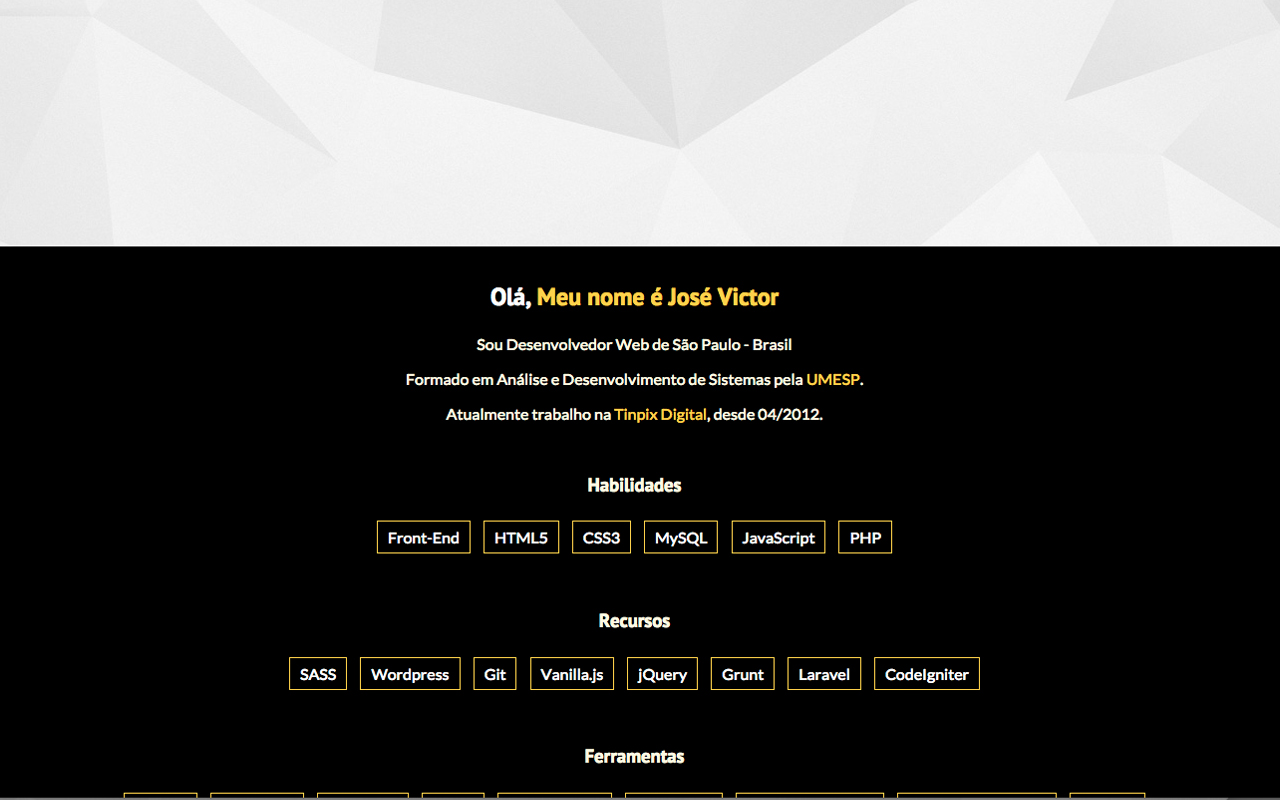 Olá, Meu nome é José Victor
Sou Desenvolvedor Web de São Paulo - Brasil
Formado em Análise e Desenvolvimento de Sistemas pela UMESP.
Atualmente trabalho na Tinpix Digital, desde 04/2012.
Habilidades
Front-End HTML5 CSS3 MySQL JavaScript PHP
Recursos
SASS Wordpress Git Vanilla.js jQuery Grunt Laravel CodeIgniter
Ferramentas